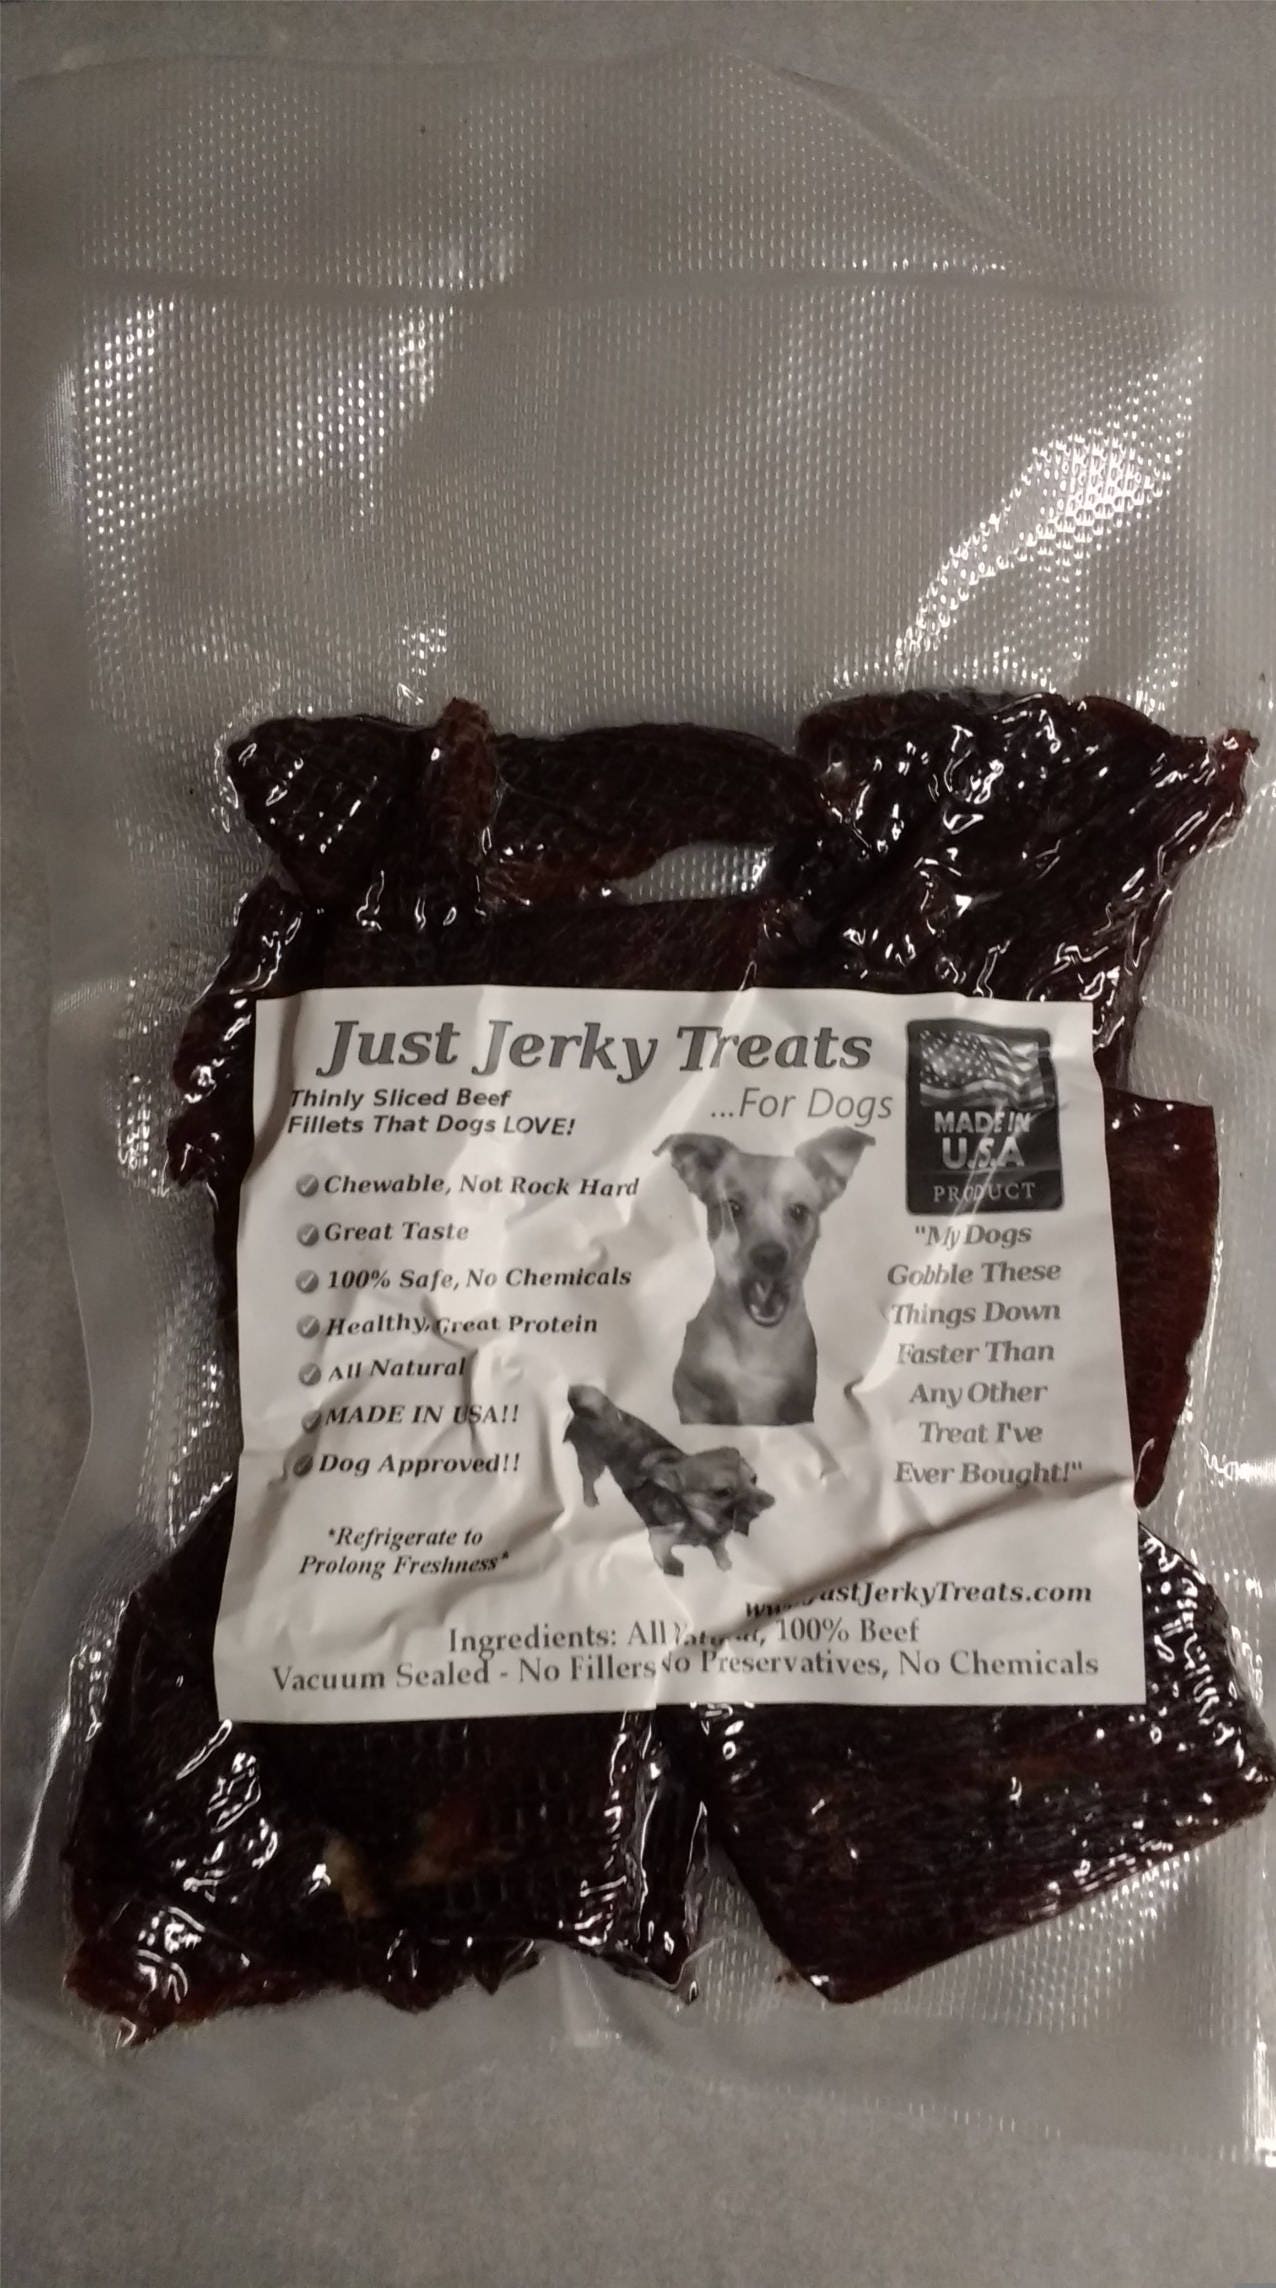 Just Jerky Treats
...For Dogs
Thinly Sliced Beef
Fillets That Dogs LOVE!
MADE IN
U.S.A
PRODUCT
Chewable, Not Rock Hard
Great Taste
100% Safe, No Chemicals
Healthy, Great Protein
All Natural
MADE IN USA!!
Dog Approved!!
"My Dogs
Gobble These
Things Down
Faster Than
Any Other
Treat I've
Ever Bought!"
*Refrigerate to
Prolong Freshness*
JustJerkyTreats.com
Ingredients: All Natural, 100% Beef
Vacuum Sealed - No Fillers No Preservatives, No Chemicals